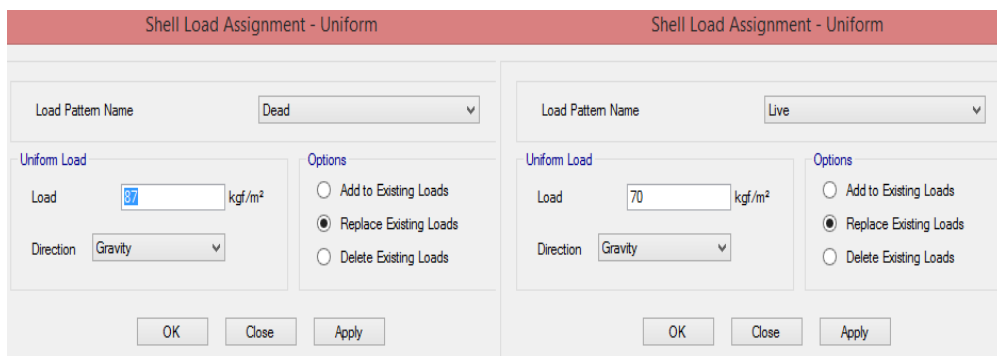 Shell Load Assignment - Uniform
Load Pattern Name Dead
Uniform Load
Load 87 kgf/m²
Direction Gravity
Options
Add to Existing Loads
Replace Existing Loads
Delete Existing Loads
OK Close Apply
Shell Load Assignment - Uniform
Load Pattern Name Live
Uniform Load
Load 70 kgf/m²
Direction Gravity
Options
Add to Existing Loads
Replace Existing Loads
Delete Existing Loads
OK Close Apply